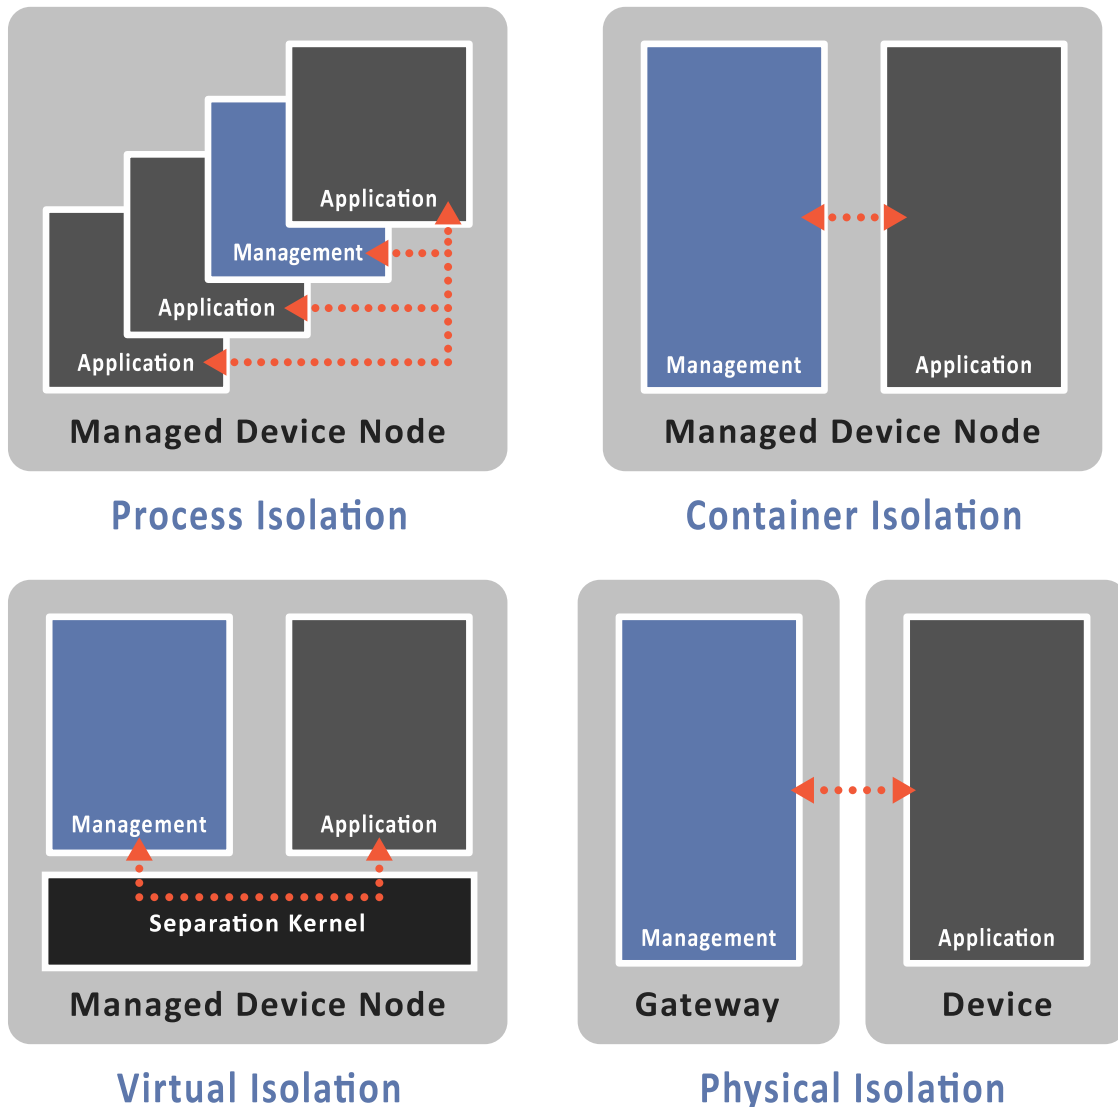 Application
Management
Application
Application
Managed Device Node
Process Isolation
Management
Application
Managed Device Node
Container Isolation
Management
Application
Separation Kernel
Managed Device Node
Virtual Isolation
Management
Application
Gateway
Device
Physical Isolation